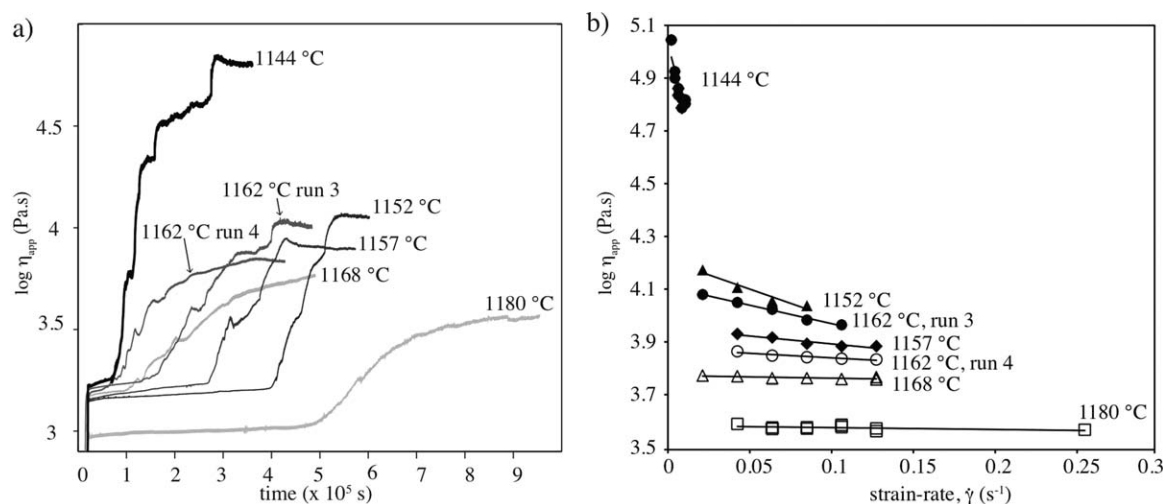 a)
1144 °C
4.5
log ηapp (Pa.s)
1162 °C run 3
1152 °C
4
1162 °C run 4
1157 °C
1168 °C
1180 °C
3.5
3
0 1 2 3 4 5 6 7 8 9
time (x 10⁵ s)
b)
5.1
4.9
4.7
4.5
4.3
4.1
3.9
3.7
3.5
log ηapp (Pa.s)
1144 °C
1152 °C
1162 °C, run 3
1157 °C
1162 °C, run 4
1168 °C
1180 °C
0 0.05 0.1 0.15 0.2 0.25 0.3
strain-rate, γ̇ (s⁻¹)